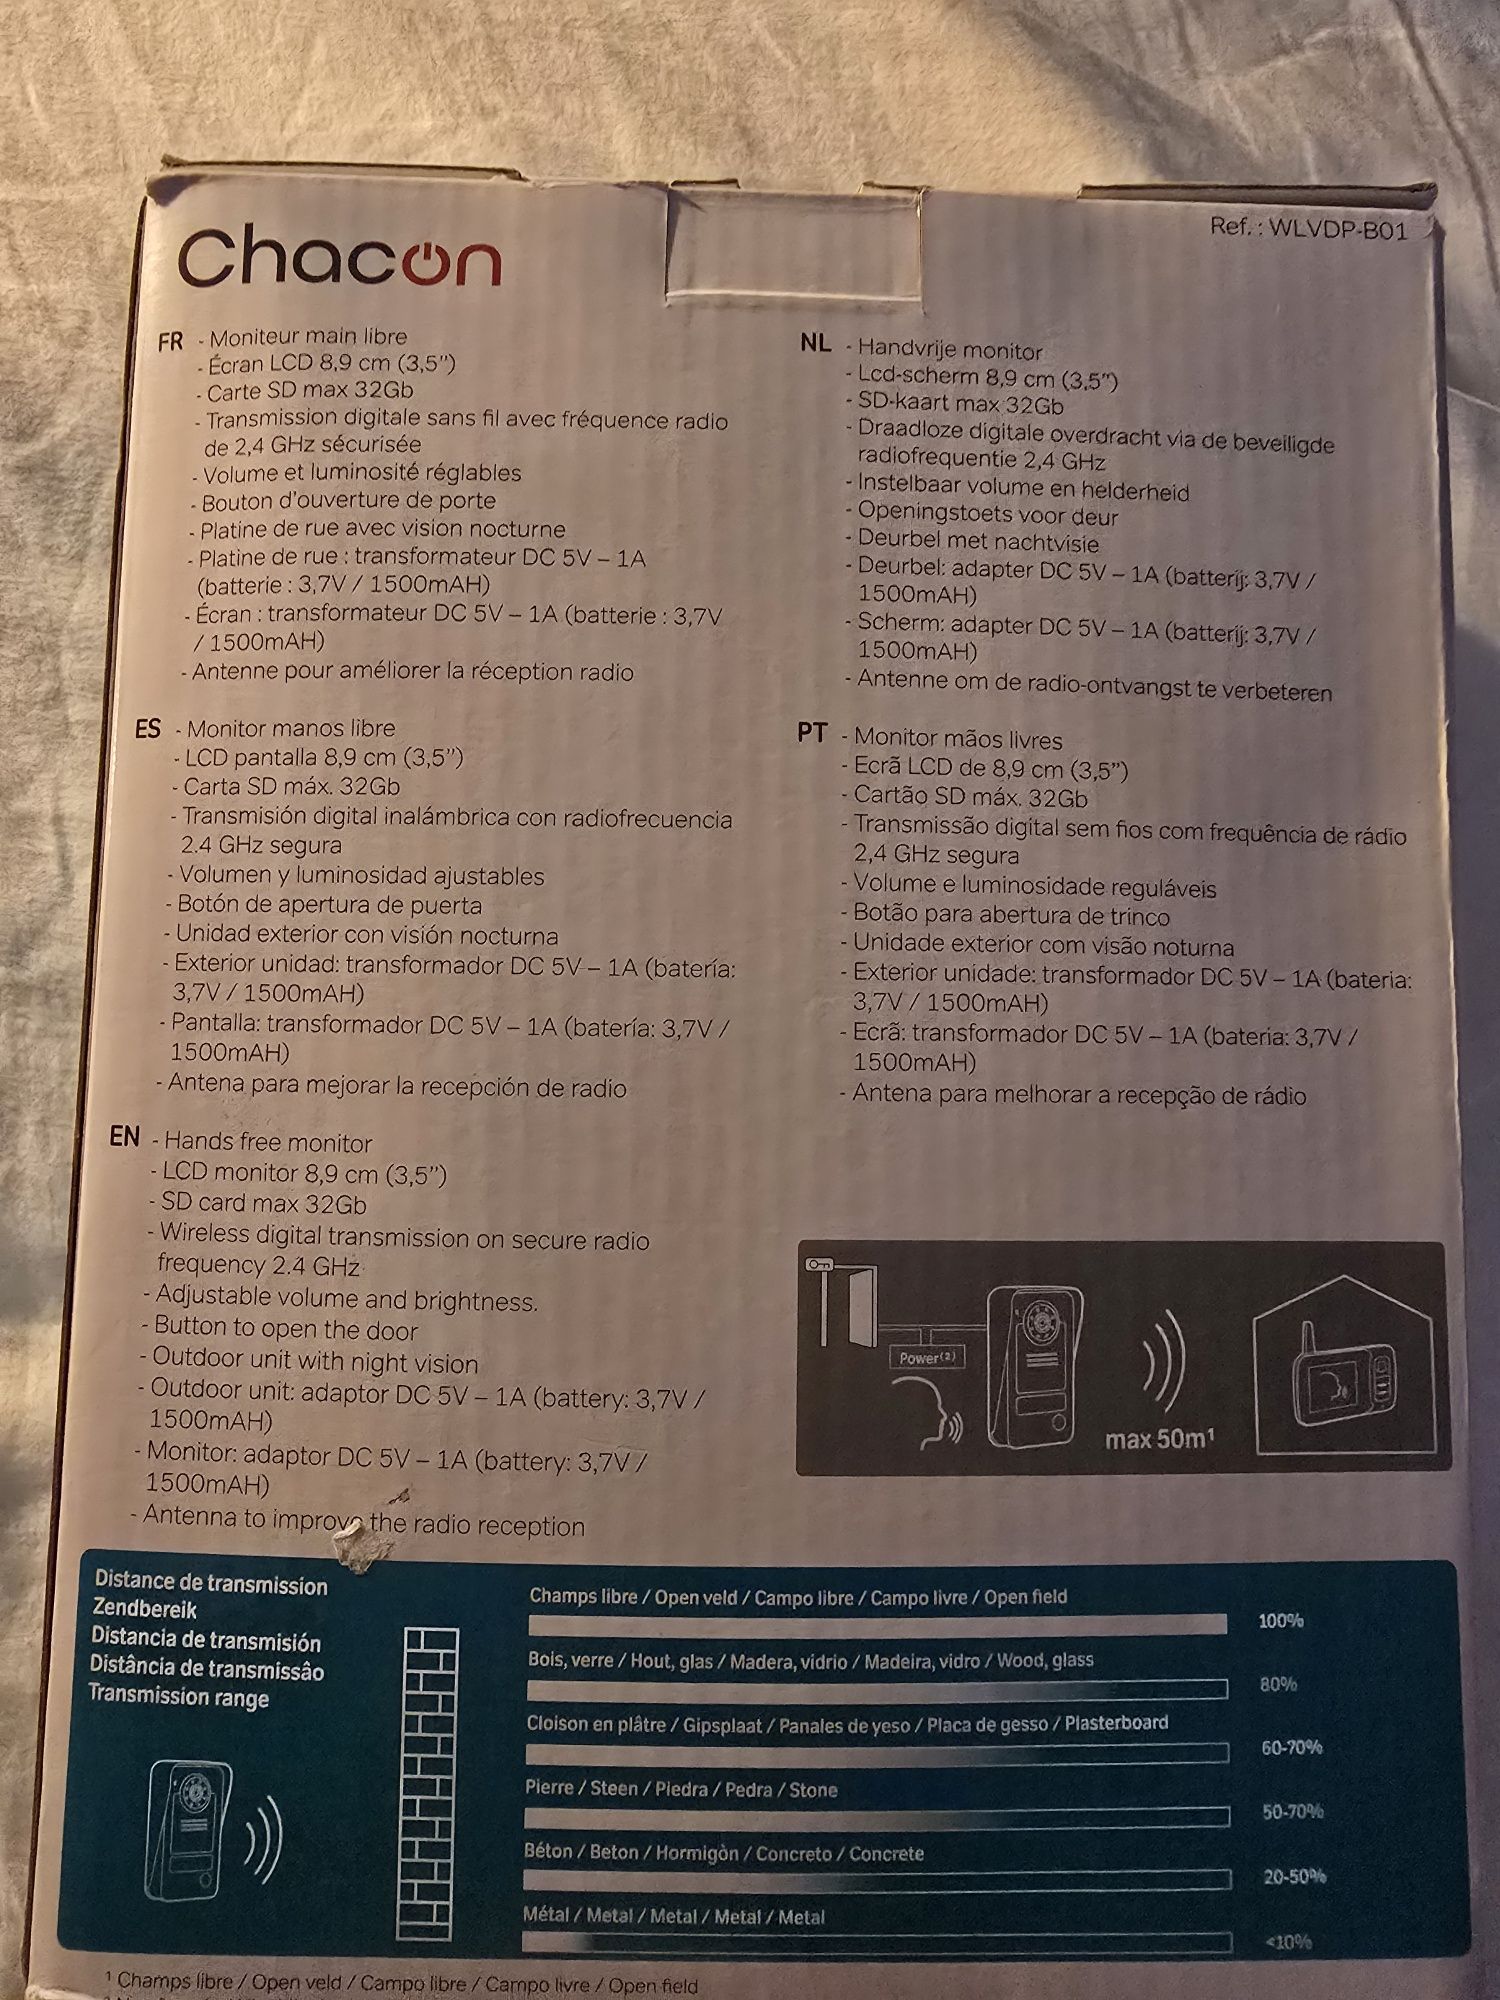 Chacon
Ref. : WLVDP-B01
FR - Moniteur main libre
- Écran LCD 8,9 cm (3,5")
- Carte SD max 32Gb
- Transmission digitale sans fil avec fréquence radio
de 2,4 GHz sécurisée
- Volume et luminosité réglables
- Bouton d'ouverture de porte
- Platine de rue avec vision nocturne
- Platine de rue : transformateur DC 5V – 1A
(batterie : 3,7V / 1500mAH)
- Écran : transformateur DC 5V – 1A (batterie : 3,7V
/ 1500mAH)
- Antenne pour améliorer la réception radio
NL - Handvrije monitor
- Lcd-scherm 8,9 cm (3,5")
- SD-kaart max 32Gb
- Draadloze digitale overdracht via de beveiligde
radiofrequentie 2,4 GHz
- Instelbaar volume en helderheid
- Openingstoets voor deur
- Deurbel met nachtvisie
- Deurbel: adapter DC 5V – 1A (batterij: 3,7V /
1500mAH)
- Scherm: adapter DC 5V – 1A (batterij: 3,7V /
1500mAH)
- Antenne om de radio-ontvangst te verbeteren
ES - Monitor manos libre
- LCD pantalla 8,9 cm (3,5")
- Carta SD máx. 32Gb
- Transmisión digital inalámbrica con radiofrecuencia
2.4 GHz segura
- Volumen y luminosidad ajustables
- Botón de apertura de puerta
- Unidad exterior con visión nocturna
- Exterior unidad: transformador DC 5V – 1A (batería:
3,7V / 1500mAH)
- Pantalla: transformador DC 5V – 1A (batería: 3,7V /
1500mAH)
- Antena para mejorar la recepción de radio
PT - Monitor mãos livres
- Ecrã LCD de 8,9 cm (3,5")
- Cartão SD máx. 32Gb
- Transmissão digital sem fios com frequência de rádio
2,4 GHz segura
- Volume e luminosidade reguláveis
- Botão para abertura de trinco
- Unidade exterior com visão noturna
- Exterior unidade: transformador DC 5V – 1A (bateria:
3,7V / 1500mAH)
- Ecrã: transformador DC 5V – 1A (bateria: 3,7V /
1500mAH)
- Antena para melhorar a recepção de rádio
EN - Hands free monitor
- LCD monitor 8,9 cm (3,5")
- SD card max 32Gb
- Wireless digital transmission on secure radio
frequency 2.4 GHz
- Adjustable volume and brightness.
- Button to open the door
- Outdoor unit with night vision
- Outdoor unit: adaptor DC 5V – 1A (battery: 3,7V /
1500mAH)
- Monitor: adaptor DC 5V – 1A (battery: 3,7V /
1500mAH)
- Antenna to improve the radio reception
Power(2)
max 50m¹
Distance de transmission
Zendbereik
Distancia de transmisión
Distância de transmissâo
Transmission range
Champs libre / Open veld / Campo libre / Campo livre / Open field
100%
Bois, verre / Hout, glas / Madera, vidrio / Madeira, vidro / Wood, glass
80%
Cloison en plâtre / Gipsplaat / Panales de yeso / Placa de gesso / Plasterboard
60-70%
Pierre / Steen / Piedra / Pedra / Stone
50-70%
Béton / Beton / Hormigòn / Concreto / Concrete
20-50%
Métal / Metal / Metal / Metal / Metal
<10%
¹ Champs libre / Open veld / Campo libre / Campo livre / Open field